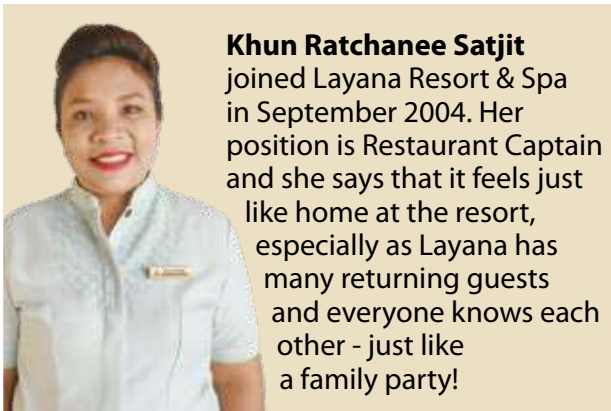 Khun Ratchanee Satjit
joined Layana Resort & Spa
in September 2004. Her
position is Restaurant Captain
and she says that it feels just
like home at the resort,
especially as Layana has
many returning guests
and everyone knows each
other - just like
a family party!